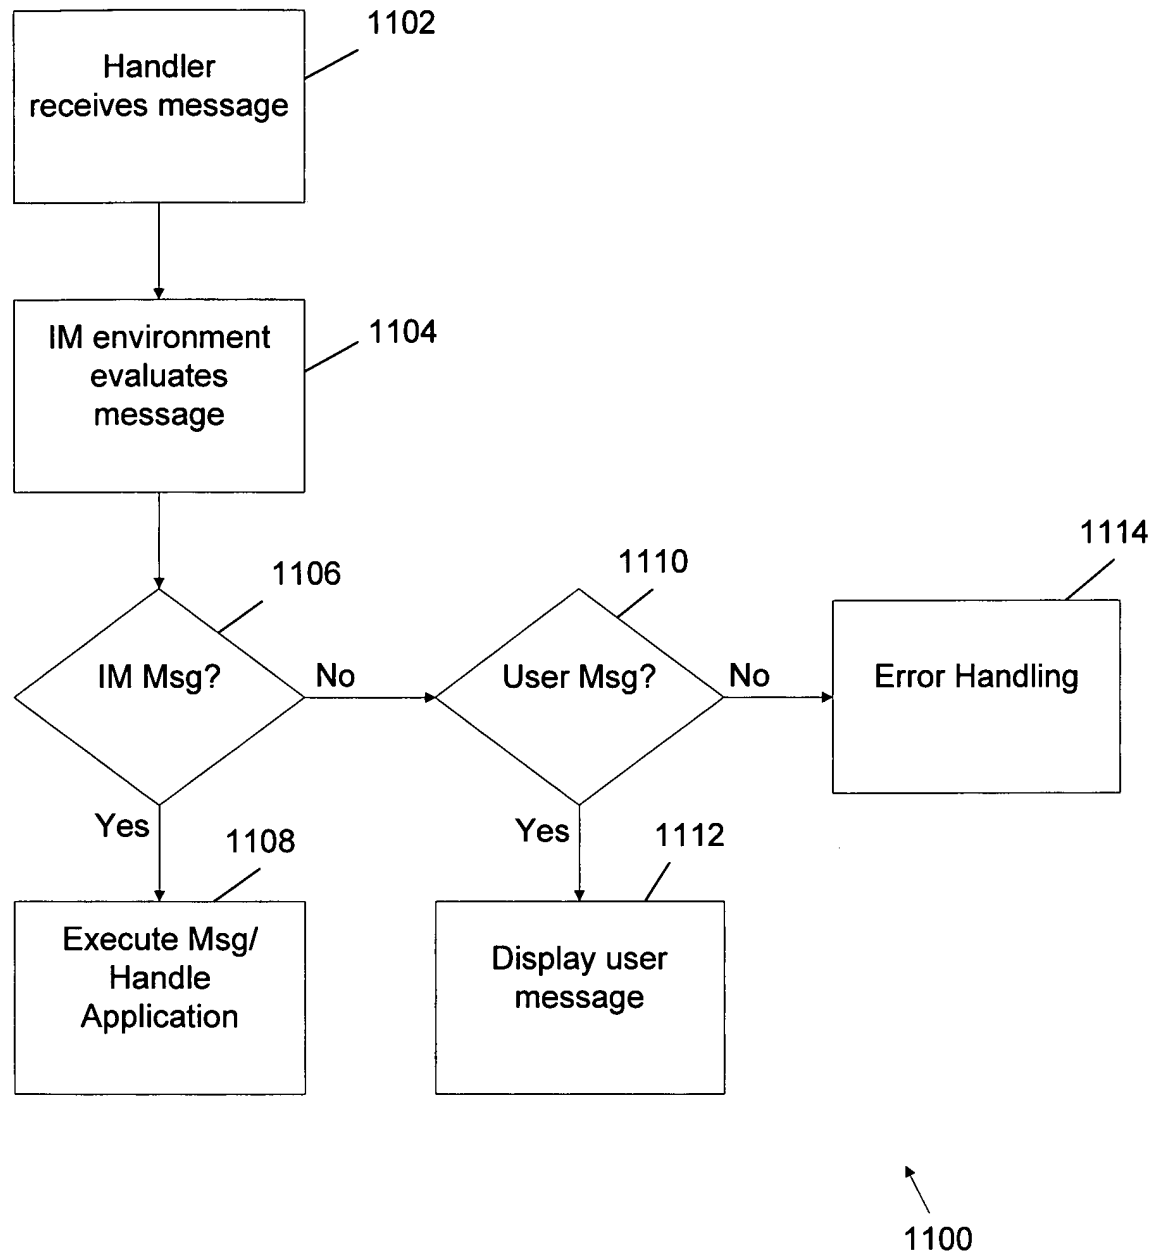 1102
Handler
receives message
1104
IM environment
evaluates
message
1106
IM Msg?
No
1110
User Msg?
No
1114
Error Handling
Yes
1108
Execute Msg/
Handle
Application
Yes
1112
Display user
message
1100